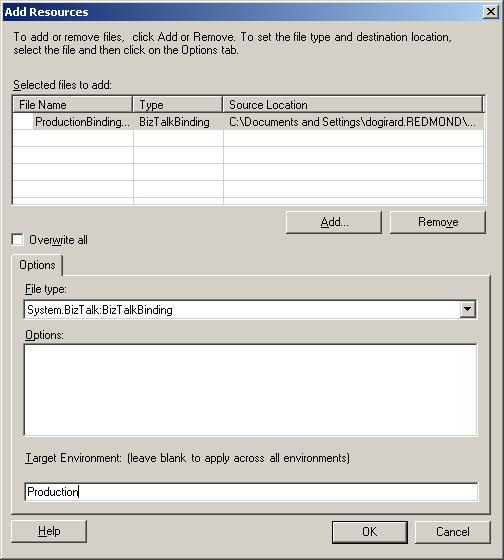 Add Resources
To add or remove files, click Add or Remove. To set the file type and destination location,
select the file and then click on the Options tab.
Selected files to add:
File Name Type Source Location
ProductionBinding... BizTalkBinding C:\Documents and Settings\dogirard.REDMOND\...
Add... Remove
Overwrite all
Options
File type:
System.BizTalk:BizTalkBinding
Options:
Target Environment: (leave blank to apply across all environments)
Production
Help OK Cancel